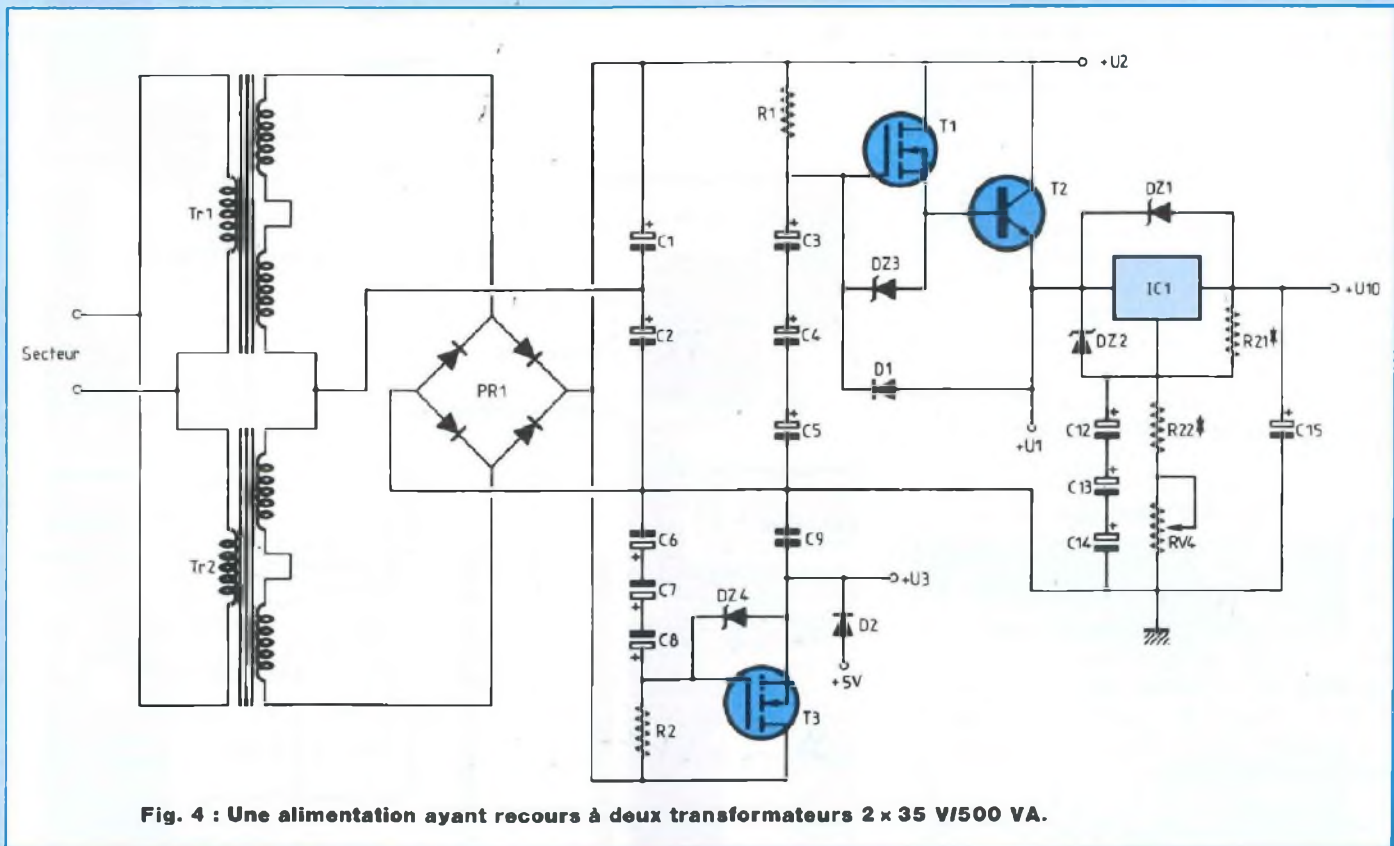 +U2
R1
T1
T2
DZ1
Tr1
C1
C3
DZ3
IC1
+U10
Secteur
C2
C4
DZ2
R21*
PR1
D1
C5
+U1
C12
R22*
C15
C13
C6
C9
C14
RV4
+U3
Tr2
C7
DZ4
D2
C8
+5V
R2
T3
Fig. 4 : Une alimentation ayant recours à deux transformateurs 2 x 35 V/500 VA.